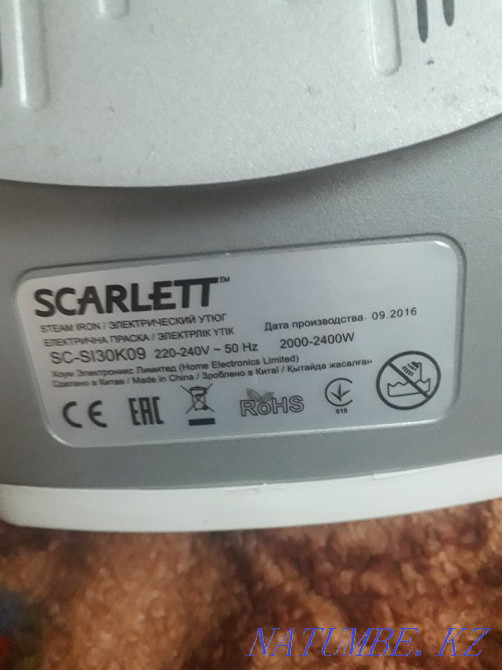 SCARLETT™
STEAM IRON / ЭЛЕКТРИЧЕСКИЙ УТЮГ
ЕЛЕКТРИЧНА ПРАСКА / ЭЛЕКТРЛІК ҮТІК
Дата производства: 09.2016
SC-SI30K09 220-240V ~ 50 Hz 2000-2400W
Хоум Электроникс Лимитед (Home Electronics Limited)
Сделано в Китае / Made in China / Зроблено в Китаї / Қытайда жасалған
CE EAC RoHS 010
NATUMBE.KZ